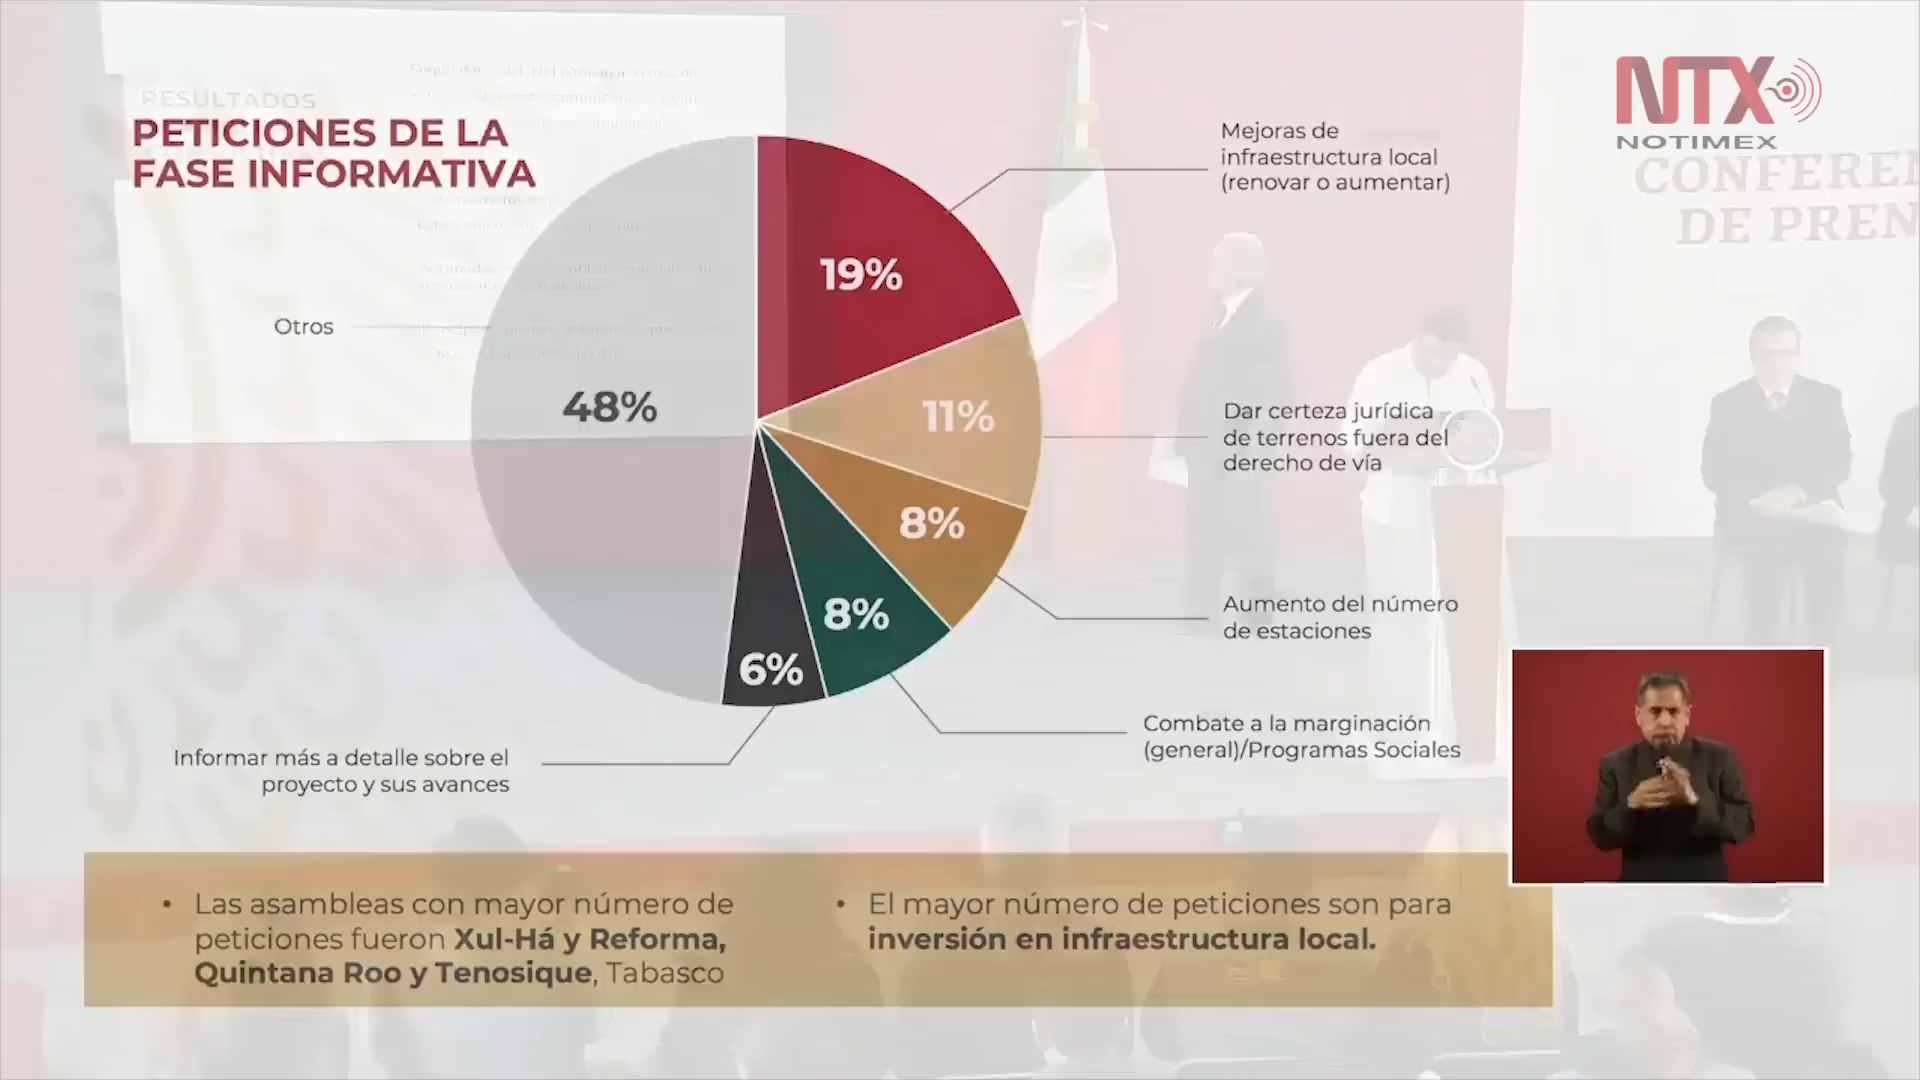 RESULTADOS
PETICIONES DE LA
FASE INFORMATIVA
NTX
NOTIMEX
CONFEREN
DE PREN
Mejoras de
infraestructura local
(renovar o aumentar)
19%
Otros
48%
11%
Dar certeza jurídica
de terrenos fuera del
derecho de vía
8%
Aumento del número
de estaciones
8%
6%
Combate a la marginación
(general)/Programas Sociales
Informar más a detalle sobre el
proyecto y sus avances
• Las asambleas con mayor número de
peticiones fueron Xul-Há y Reforma,
Quintana Roo y Tenosique, Tabasco
• El mayor número de peticiones son para
inversión en infraestructura local.